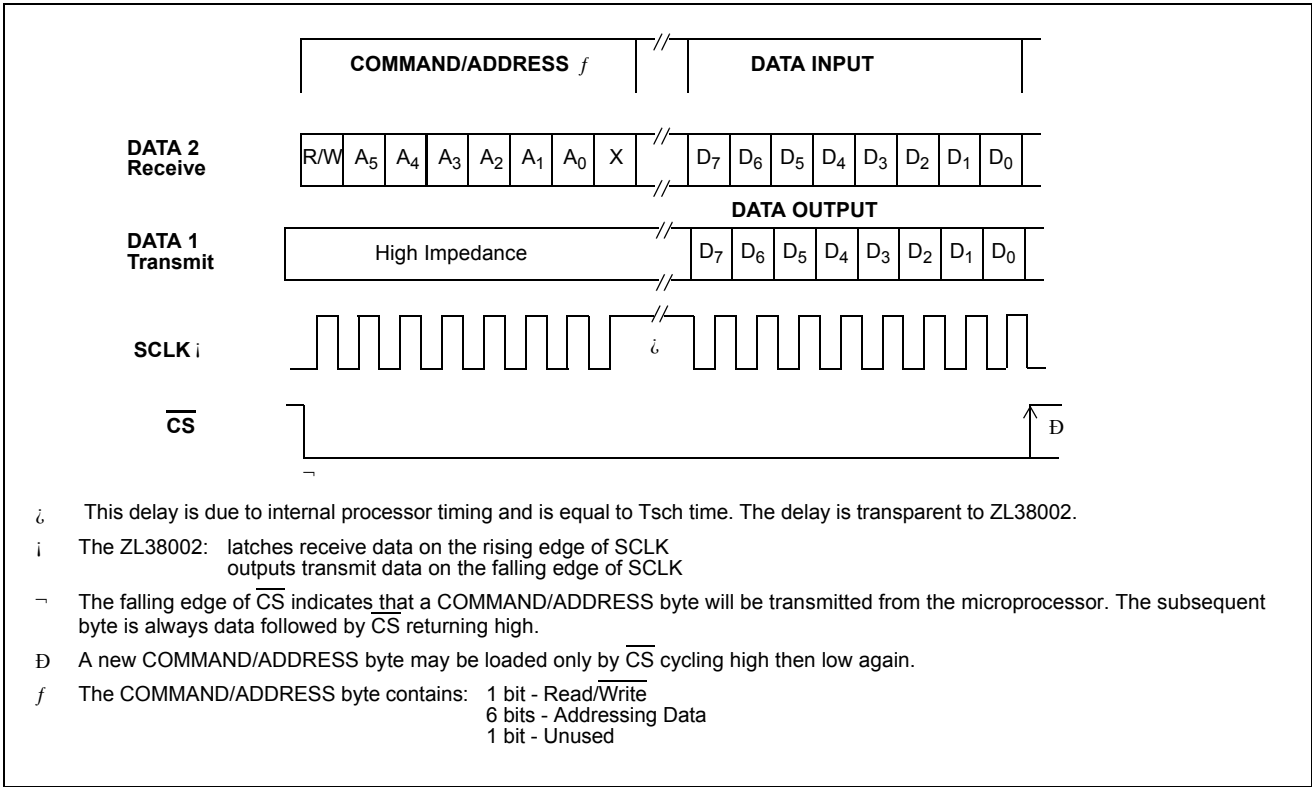 COMMAND/ADDRESS ƒ
DATA INPUT
DATA 2
Receive
R/W A5 A4 A3 A2 A1 A0 X
D7 D6 D5 D4 D3 D2 D1 D0
DATA OUTPUT
DATA 1
Transmit
High Impedance
D7 D6 D5 D4 D3 D2 D1 D0
SCLK ¡
¿
CS
Ð
¬
¿ This delay is due to internal processor timing and is equal to Tsch time. The delay is transparent to ZL38002.
¡ The ZL38002: latches receive data on the rising edge of SCLK
outputs transmit data on the falling edge of SCLK
¬ The falling edge of CS indicates that a COMMAND/ADDRESS byte will be transmitted from the microprocessor. The subsequent
byte is always data followed by CS returning high.
Ð A new COMMAND/ADDRESS byte may be loaded only by CS cycling high then low again.
ƒ The COMMAND/ADDRESS byte contains: 1 bit - Read/Write
6 bits - Addressing Data
1 bit - Unused